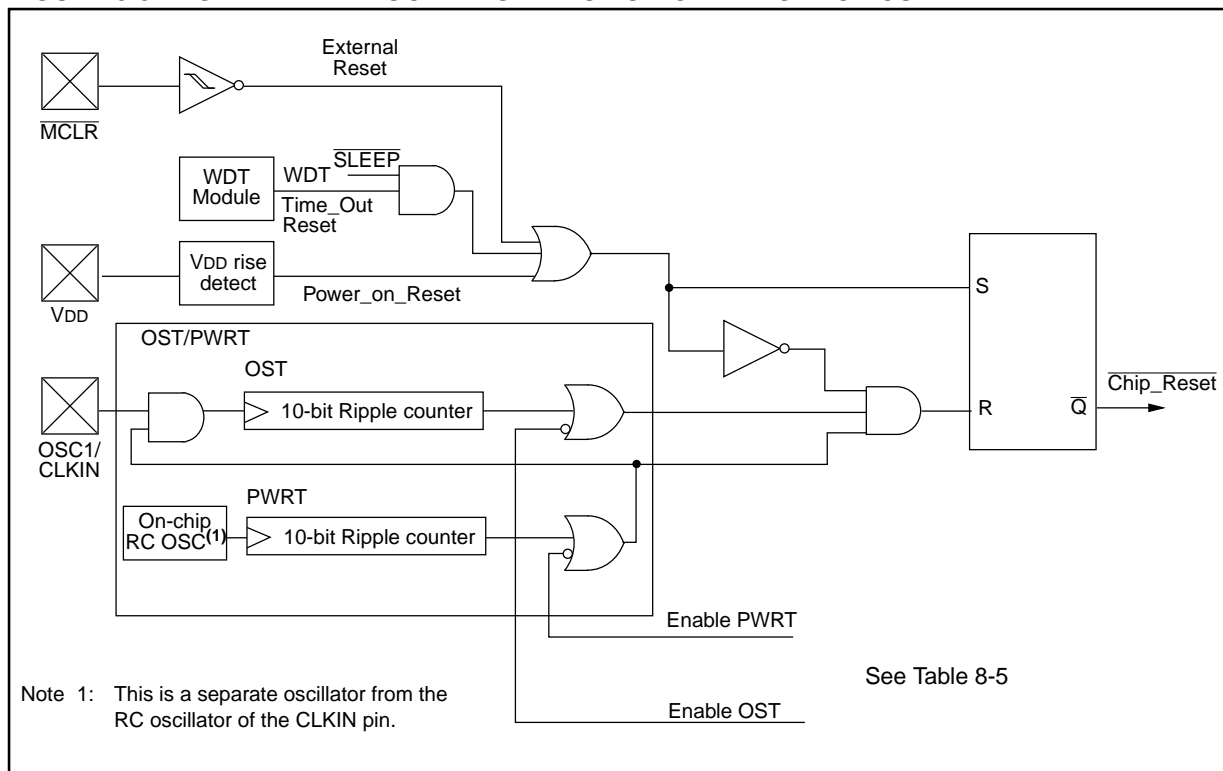 External
Reset
MCLR
WDT
Module
WDT
SLEEP
Time_Out
Reset
VDD rise
detect
Power_on_Reset
VDD
S
OST/PWRT
OST
10-bit Ripple counter
Chip_Reset
R
Q
OSC1/
CLKIN
PWRT
On-chip
RC OSC(1)
10-bit Ripple counter
Enable PWRT
See Table 8-5
Note 1: This is a separate oscillator from the
RC oscillator of the CLKIN pin.
Enable OST